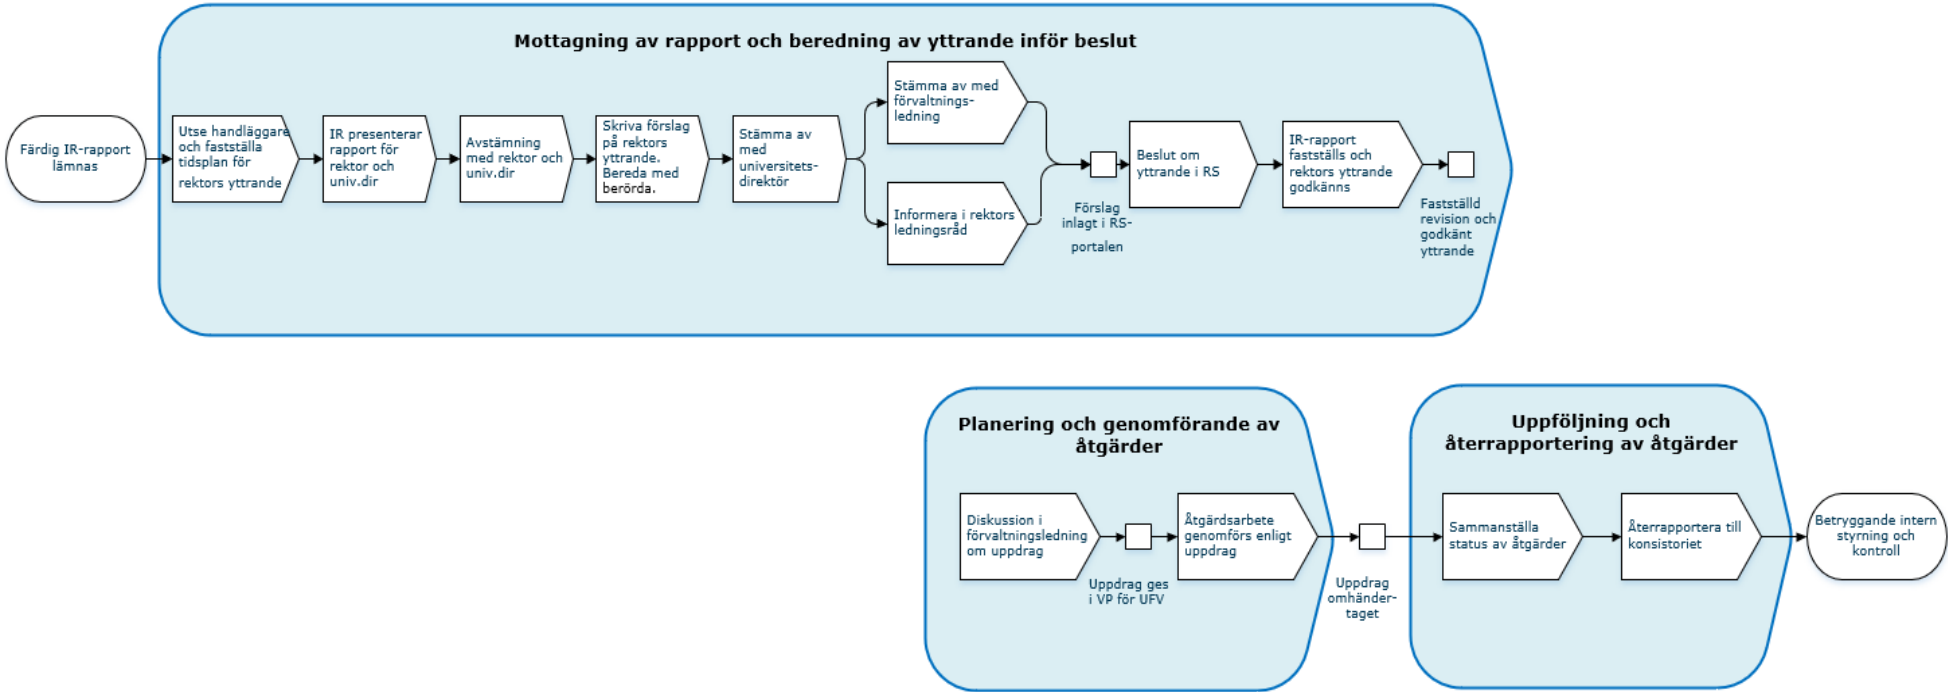 Mottagning av rapport och beredning av yttrande inför beslut
Färdig IR-rapport
lämnas
Utse handläggare
och fastställa
tidsplan för
rektors yttrande
IR presenterar
rapport för
rektor och
univ.dir
Avstämning
med rektor och
univ.dir
Skriva förslag
på rektors
yttrande.
Bereda med
berörda.
Stämma av
med
universitets-
direktör
Stämma av med
förvaltnings-
ledning
Informera i rektors
ledningsråd
Förslag
inlagt i RS-
portalen
Beslut om
yttrande i RS
IR-rapport
fastställs och
rektors yttrande
godkänns
Fastställd
revision och
godkänt
yttrande
Planering och genomförande av
åtgärder
Diskussion i
förvaltningsledning
om uppdrag
Uppdrag ges
i VP för UFV
Åtgärdsarbete
genomförs enligt
uppdrag
Uppdrag
omhänder-
taget
Uppföljning och
återrapportering av åtgärder
Sammanställa
status av åtgärder
Återrapportera till
konsistoriet
Betryggande intern
styrning och
kontroll